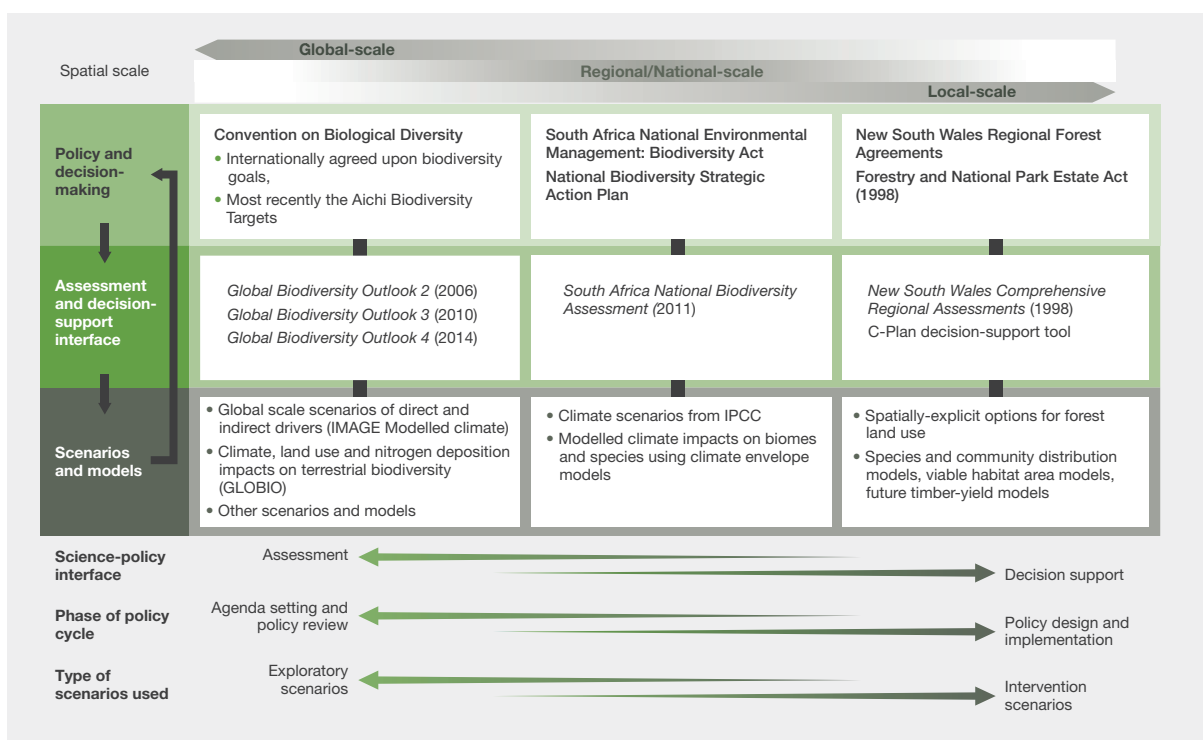 Global-scale
Spatial scale
Regional/National-scale
Local-scale
Policy and
decision-
making
Convention on Biological Diversity
• Internationally agreed upon biodiversity
goals,
• Most recently the Aichi Biodiversity
Targets
South Africa National Environmental
Management: Biodiversity Act
National Biodiversity Strategic
Action Plan
New South Wales Regional Forest
Agreements
Forestry and National Park Estate Act
(1998)
Assessment
and decision-
support
interface
Global Biodiversity Outlook 2 (2006)
Global Biodiversity Outlook 3 (2010)
Global Biodiversity Outlook 4 (2014)
South Africa National Biodiversity
Assessment (2011)
New South Wales Comprehensive
Regional Assessments (1998)
C-Plan decision-support tool
Scenarios
and models
• Global scale scenarios of direct and
indirect drivers (IMAGE Modelled climate)
• Climate, land use and nitrogen deposition
impacts on terrestrial biodiversity
(GLOBIO)
• Other scenarios and models
• Climate scenarios from IPCC
• Modelled climate impacts on biomes
and species using climate envelope
models
• Spatially-explicit options for forest
land use
• Species and community distribution
models, viable habitat area models,
future timber-yield models
Science-policy
interface
Assessment
Decision support
Phase of policy
cycle
Agenda setting and
policy review
Policy design and
implementation
Type of
scenarios used
Exploratory
scenarios
Intervention
scenarios